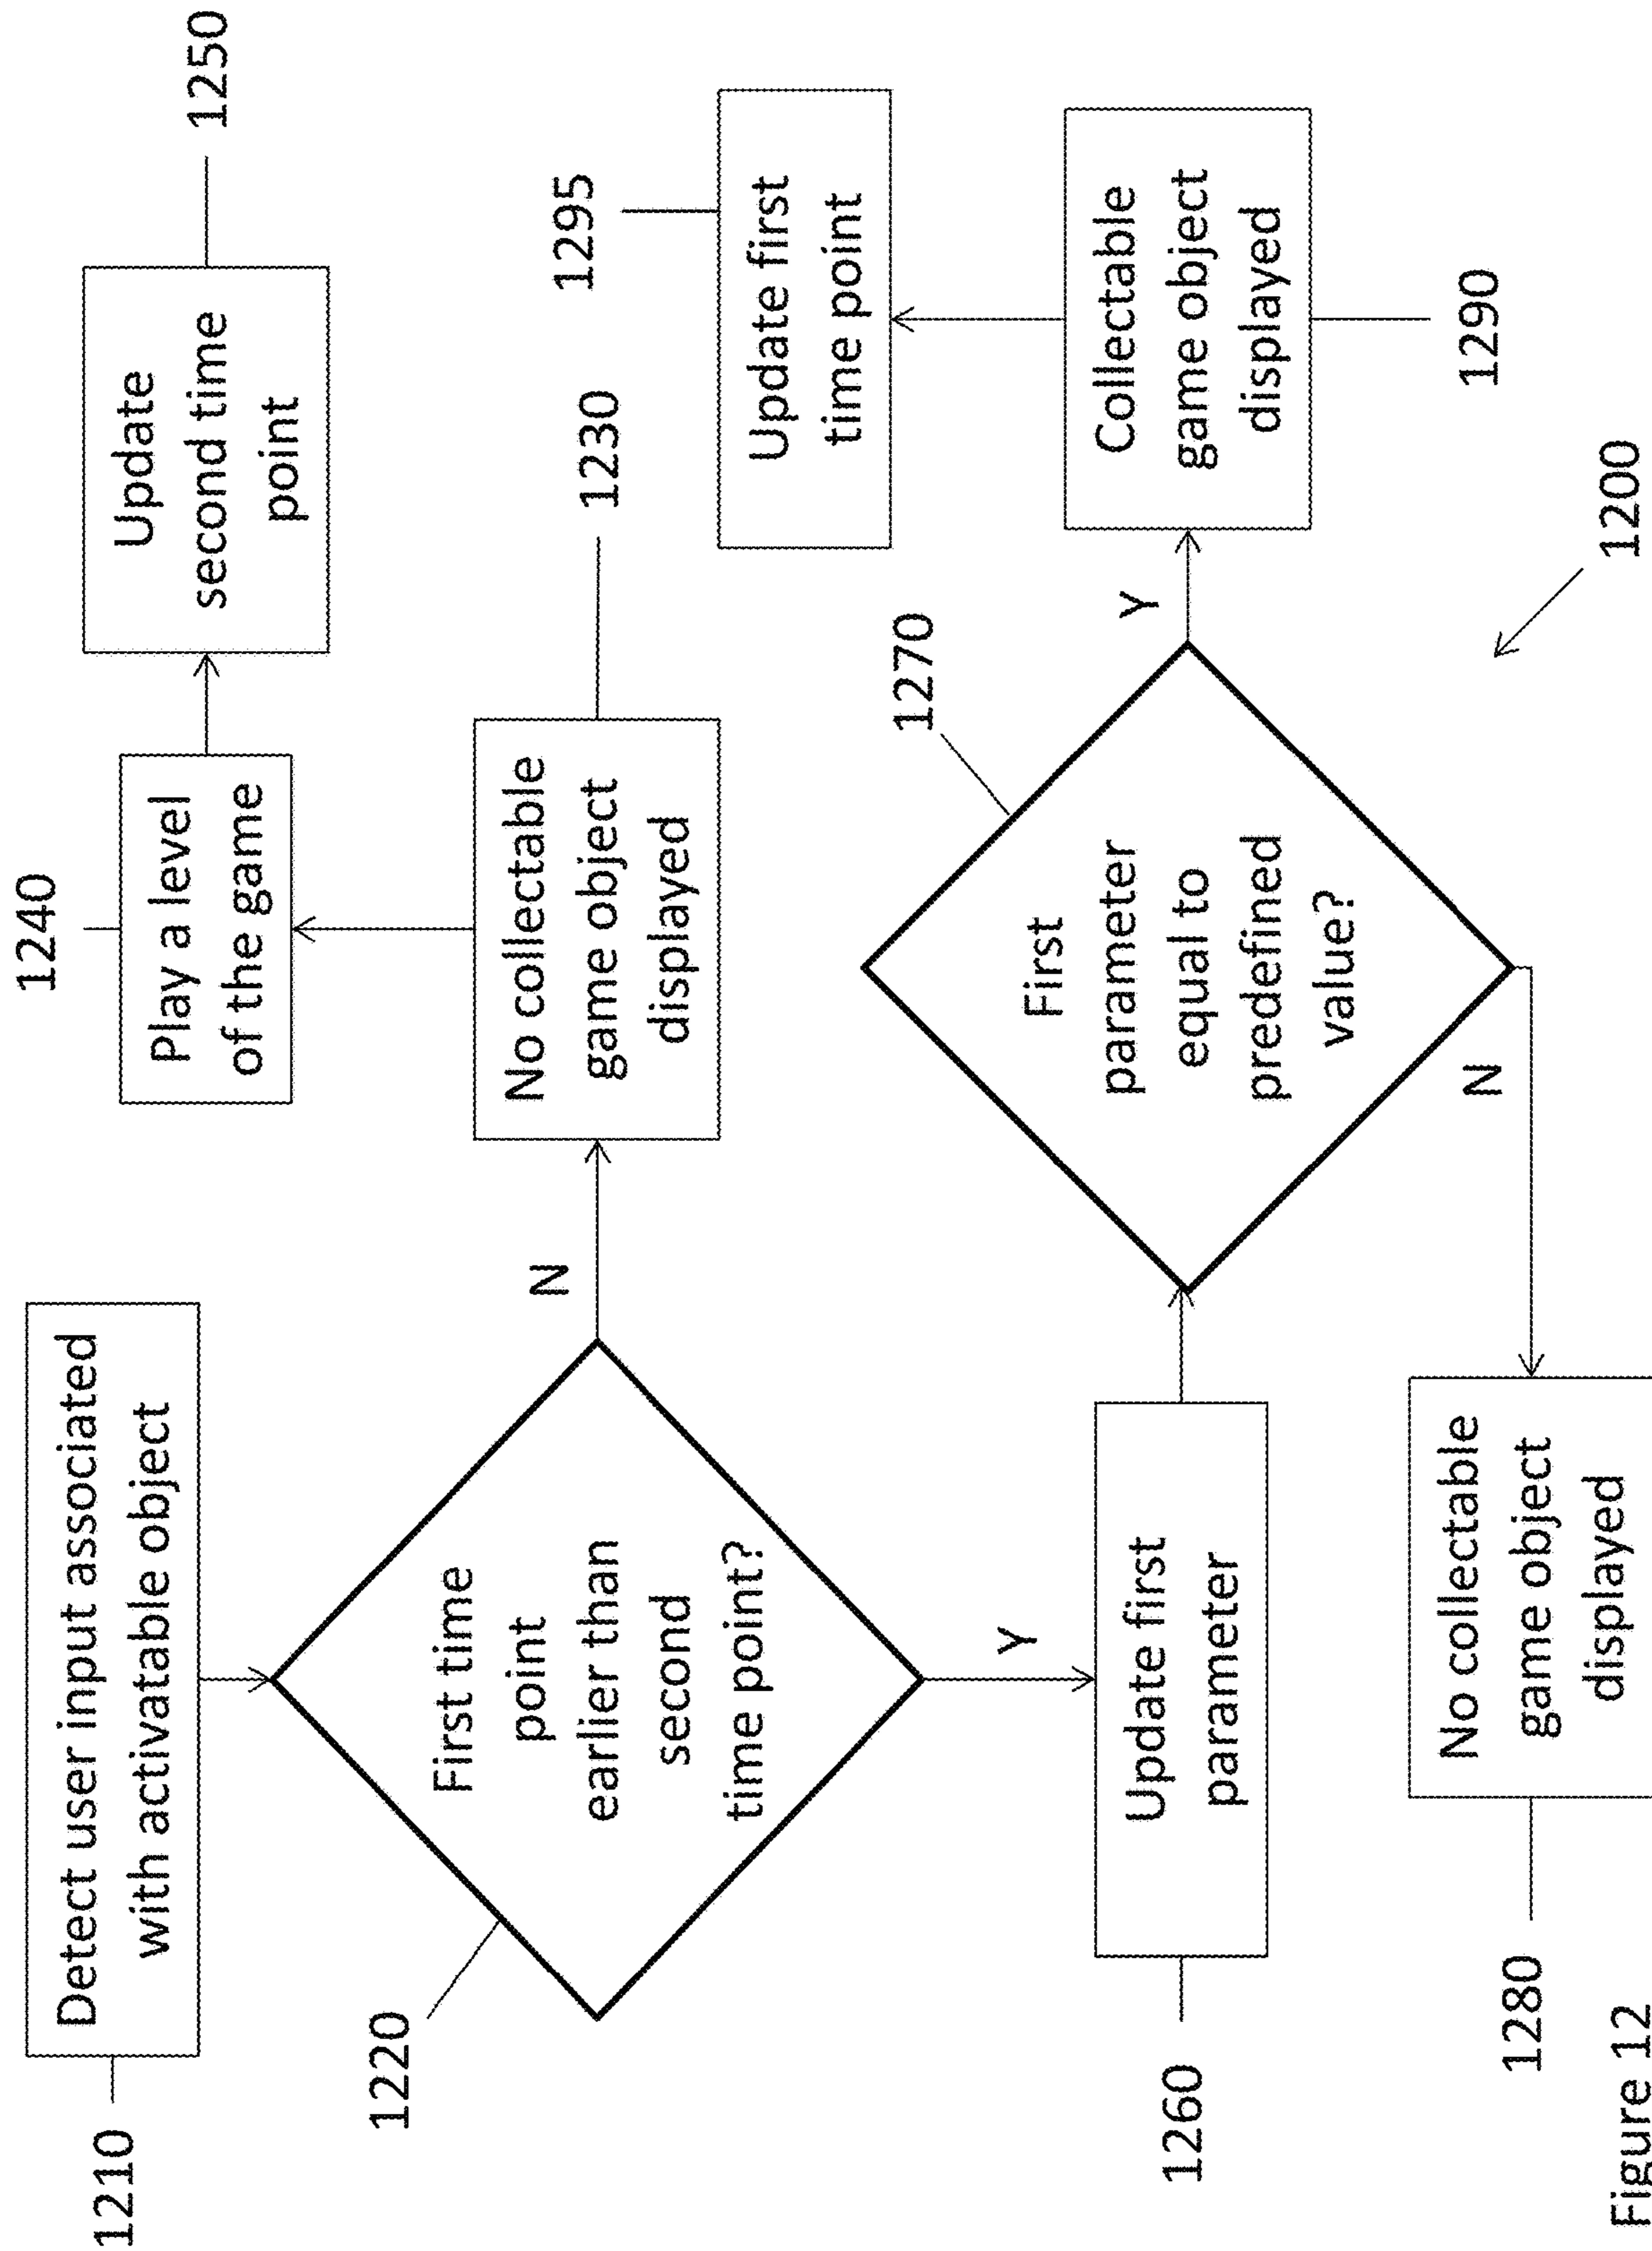 1210
Detect user input associated
with activatable object
1220
First time
point
earlier than
second
time point?
N
Y
1240
Play a level
of the game
Update
second time
point
1250
No collectable
game object
displayed
1230
1260
Update first
parameter
1270
First
parameter
equal to
predefined
value?
Y
N
1295
Update first
time point
Collectable
game object
displayed
1290
1280
No collectable
game object
displayed
1200
Figure 12